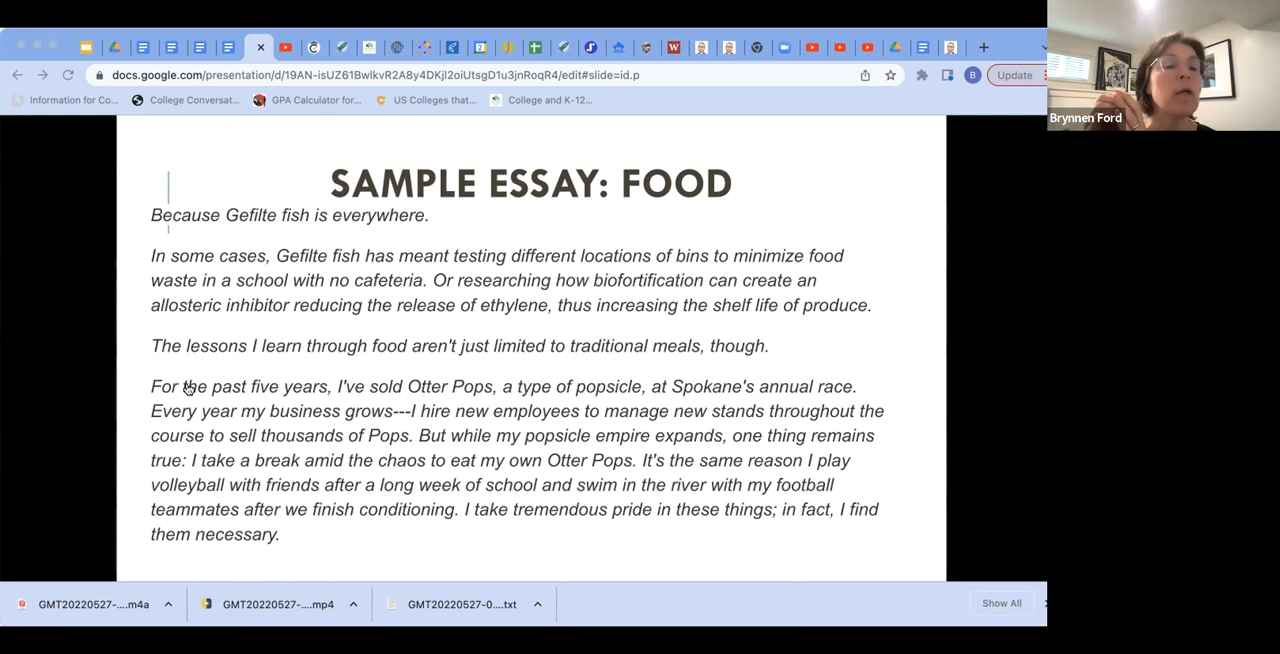 docs.google.com/presentation/d/19AN-isUZ61BwlkvR2A8y4DKjl2oiUtsgD1u3jnRoqR4/edit#slide=id.p
B
Update
Information for Co...
College Conversat...
GPA Calculator for...
US Colleges that...
College and K-12...
Brynnen Ford
SAMPLE ESSAY: FOOD
Because Gefilte fish is everywhere.
In some cases, Gefilte fish has meant testing different locations of bins to minimize food
waste in a school with no cafeteria. Or researching how biofortification can create an
allosteric inhibitor reducing the release of ethylene, thus increasing the shelf life of produce.
The lessons I learn through food aren't just limited to traditional meals, though.
For the past five years, I've sold Otter Pops, a type of popsicle, at Spokane's annual race.
Every year my business grows---I hire new employees to manage new stands throughout the
course to sell thousands of Pops. But while my popsicle empire expands, one thing remains
true: I take a break amid the chaos to eat my own Otter Pops. It's the same reason I play
volleyball with friends after a long week of school and swim in the river with my football
teammates after we finish conditioning. I take tremendous pride in these things; in fact, I find
them necessary.
GMT20220527-....m4a
GMT20220527-....mp4
GMT20220527-0....txt
Show All